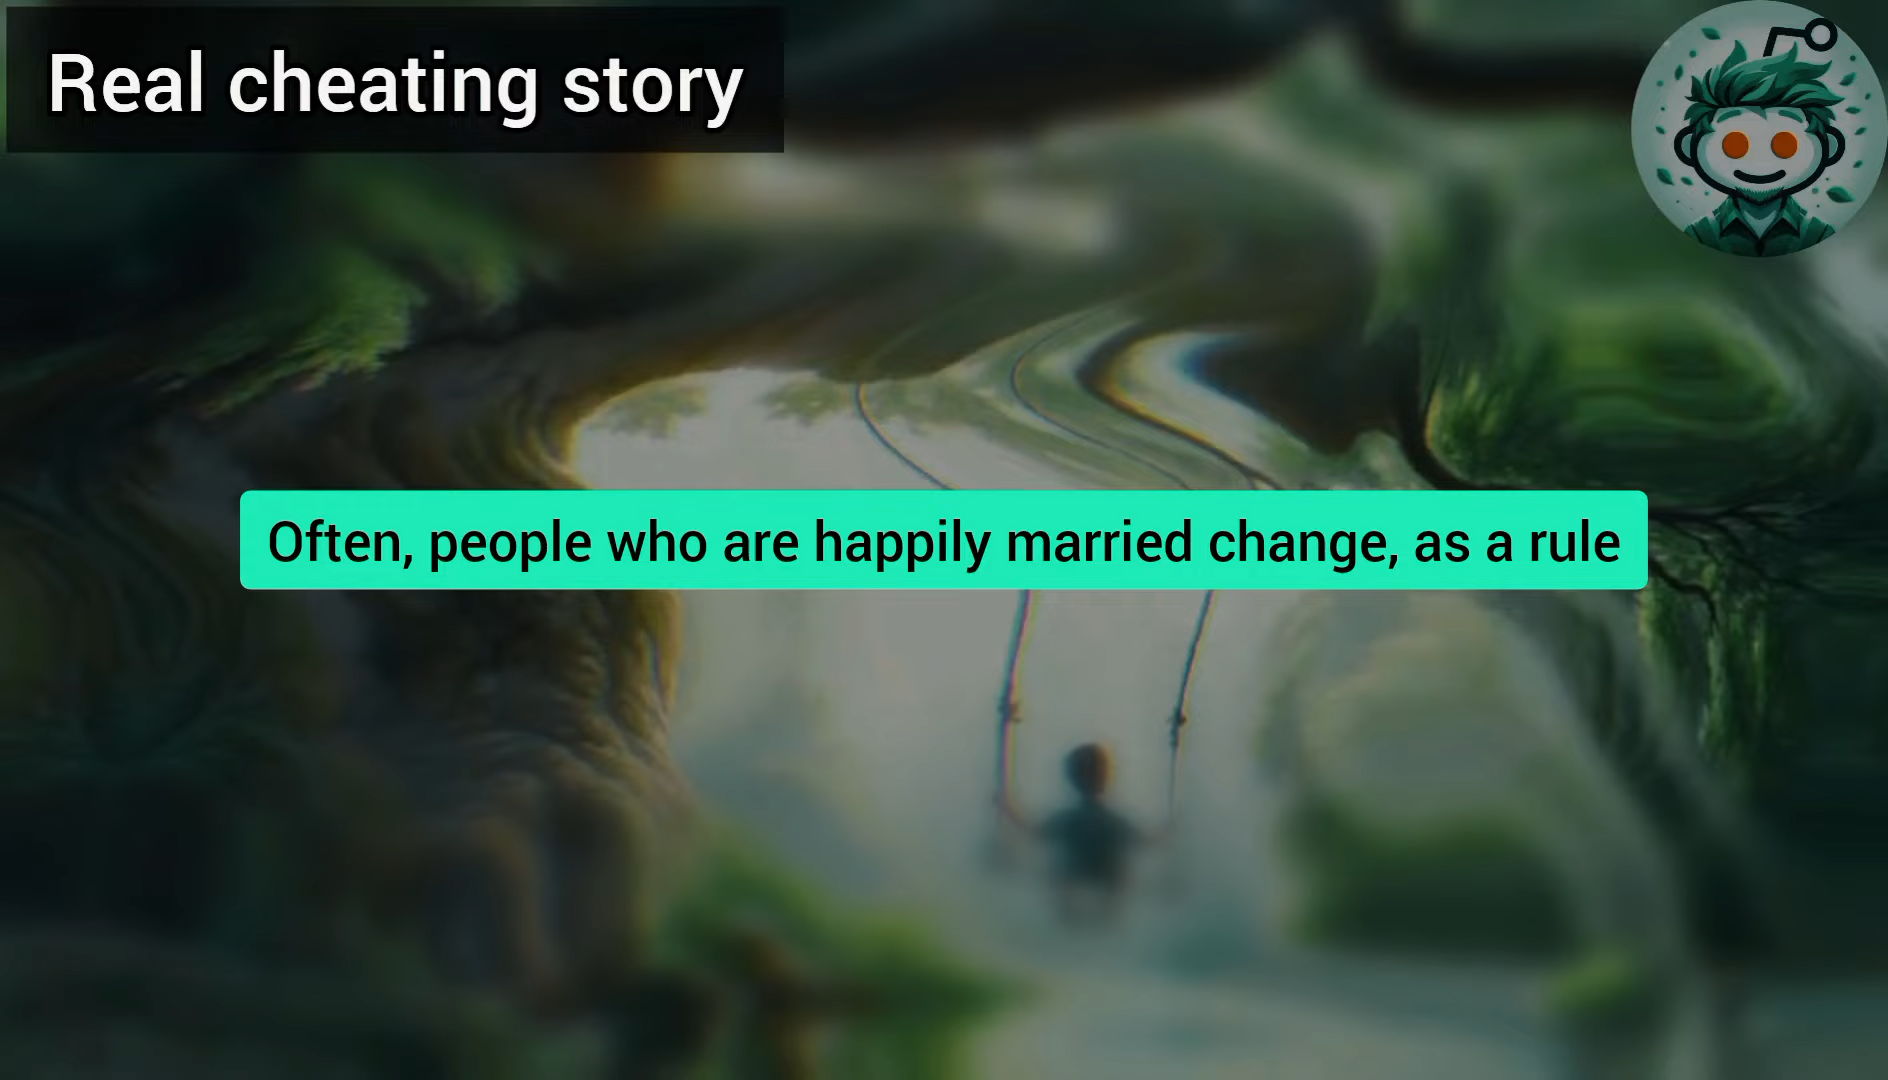 Real cheating story
Often, people who are happily married change, as a rule